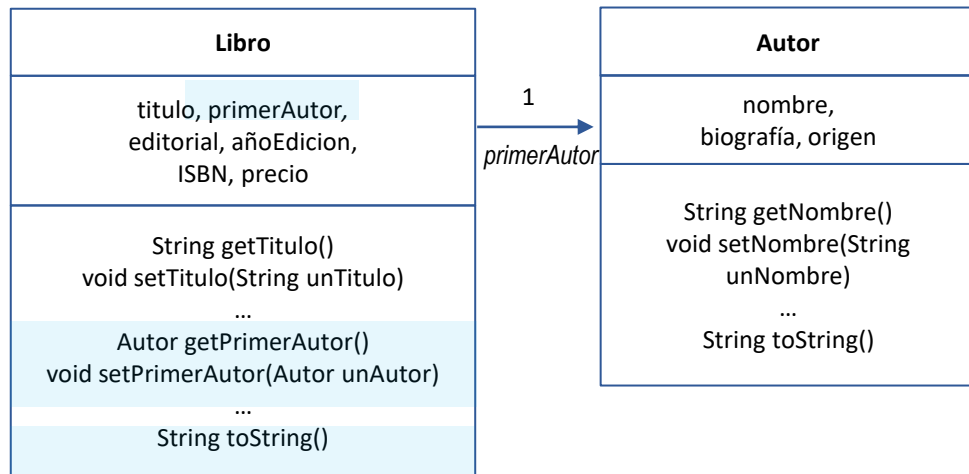 Libro
titulo, primerAutor,
editorial, añoEdicion,
ISBN, precio
String getTitulo()
void setTitulo(String unTitulo)
...
Autor getPrimerAutor()
void setPrimerAutor(Autor unAutor)
...
String toString()
1
primerAutor
Autor
nombre,
biografía, origen
String getNombre()
void setNombre(String
unNombre)
...
String toString()